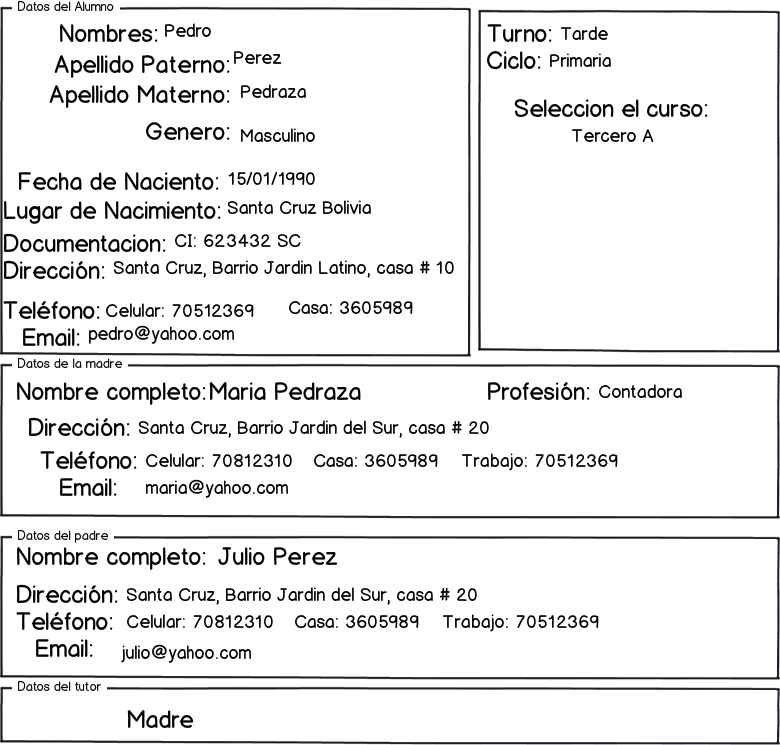 Datos del Alumno
Nombres: Pedro
Apellido Paterno: Perez
Apellido Materno: Pedraza
Genero: Masculino
Fecha de Naciento: 15/01/1990
Lugar de Nacimiento: Santa Cruz Bolivia
Documentacion: CI: 623432 SC
Dirección: Santa Cruz, Barrio Jardin Latino, casa # 10
Teléfono: Celular: 70512369 Casa: 3605989
Email: pedro@yahoo.com
Turno: Tarde
Ciclo: Primaria
Seleccion el curso:
Tercero A
Datos de la madre
Nombre completo: Maria Pedraza Profesión: Contadora
Dirección: Santa Cruz, Barrio Jardin del Sur, casa # 20
Teléfono: Celular: 70812310 Casa: 3605989 Trabajo: 70512369
Email: maria@yahoo.com
Datos del padre
Nombre completo: Julio Perez
Dirección: Santa Cruz, Barrio Jardin del Sur, casa # 20
Teléfono: Celular: 70812310 Casa: 3605989 Trabajo: 70512369
Email: julio@yahoo.com
Datos del tutor
Madre